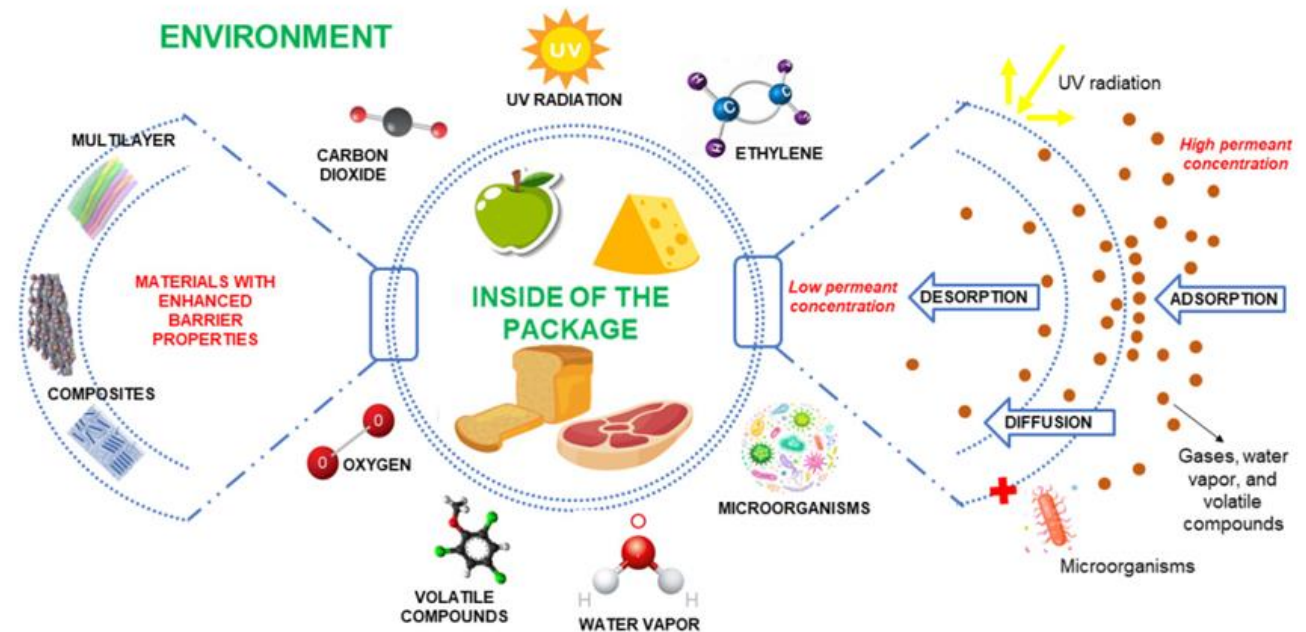 ENVIRONMENT
UV
UV RADIATION
CARBON
DIOXIDE
H
H
C
C
H
H
ETHYLENE
MULTILAYER
MATERIALS WITH
ENHANCED
BARRIER
PROPERTIES
COMPOSITES
INSIDE OF THE
PACKAGE
0
0
OXYGEN
VOLATILE
COMPOUNDS
O
H
H
WATER VAPOR
MICROORGANISMS
UV radiation
High permeant
concentration
Low permeant
concentration
DESORPTION
ADSORPTION
DIFFUSION
Gases, water
vapor, and
volatile
compounds
Microorganisms